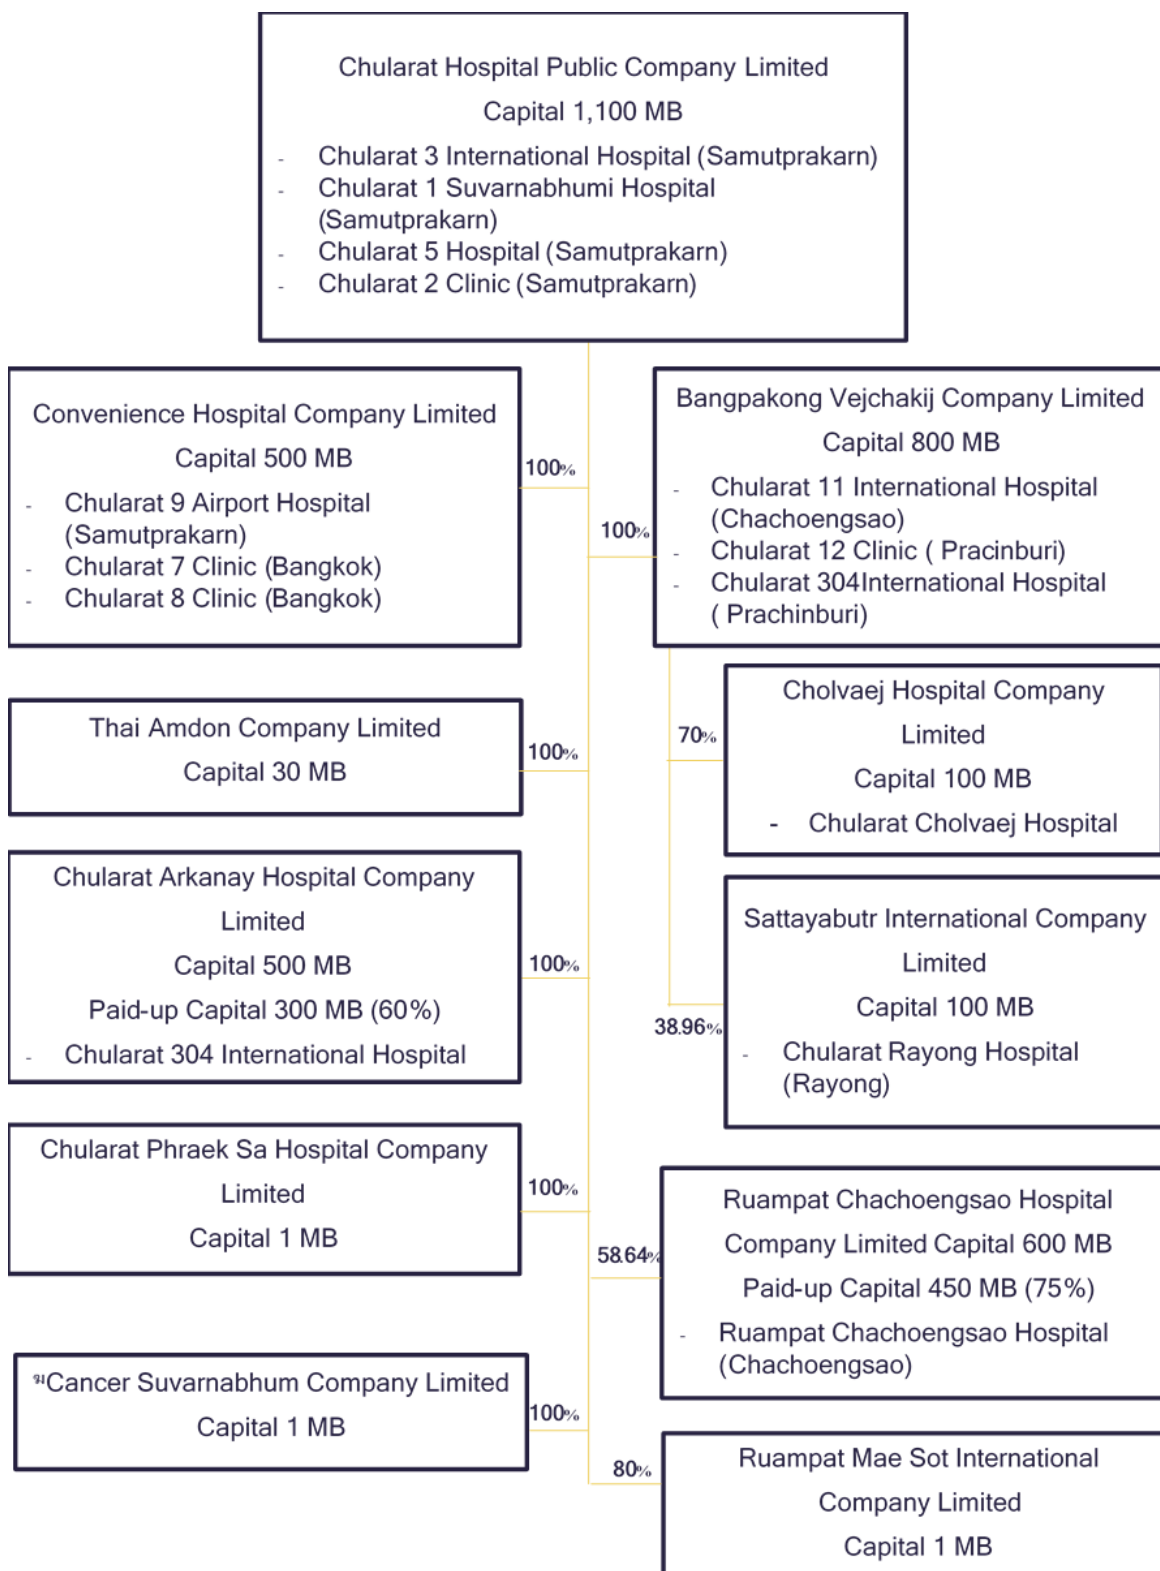 Chularat Hospital Public Company Limited
Capital 1,100 MB
- Chularat 3 International Hospital (Samutprakarn)
- Chularat 1 Suvarnabhumi Hospital
(Samutprakarn)
- Chularat 5 Hospital (Samutprakarn)
- Chularat 2 Clinic (Samutprakarn)
Convenience Hospital Company Limited
Capital 500 MB
- Chularat 9 Airport Hospital
(Samutprakarn)
- Chularat 7 Clinic (Bangkok)
- Chularat 8 Clinic (Bangkok)
100%
Bangpakong Vejchakij Company Limited
Capital 800 MB
- Chularat 11 International Hospital
(Chachoengsao)
- Chularat 12 Clinic ( Pracinburi)
- Chularat 304International Hospital
( Prachinburi)
100%
Thai Amdon Company Limited
Capital 30 MB
100%
Cholvaej Hospital Company
Limited
Capital 100 MB
- Chularat Cholvaej Hospital
70%
Chularat Arkanay Hospital Company
Limited
Capital 500 MB
Paid-up Capital 300 MB (60%)
- Chularat 304 International Hospital
100%
Sattayabutr International Company
Limited
Capital 100 MB
- Chularat Rayong Hospital
(Rayong)
38.96%
Chularat Phraek Sa Hospital Company
Limited
Capital 1 MB
100%
Ruampat Chachoengsao Hospital
Company Limited Capital 600 MB
Paid-up Capital 450 MB (75%)
- Ruampat Chachoengsao Hospital
(Chachoengsao)
58.64%
Cancer Suvarnabhum Company Limited
Capital 1 MB
100%
Ruampat Mae Sot International
Company Limited
Capital 1 MB
80%